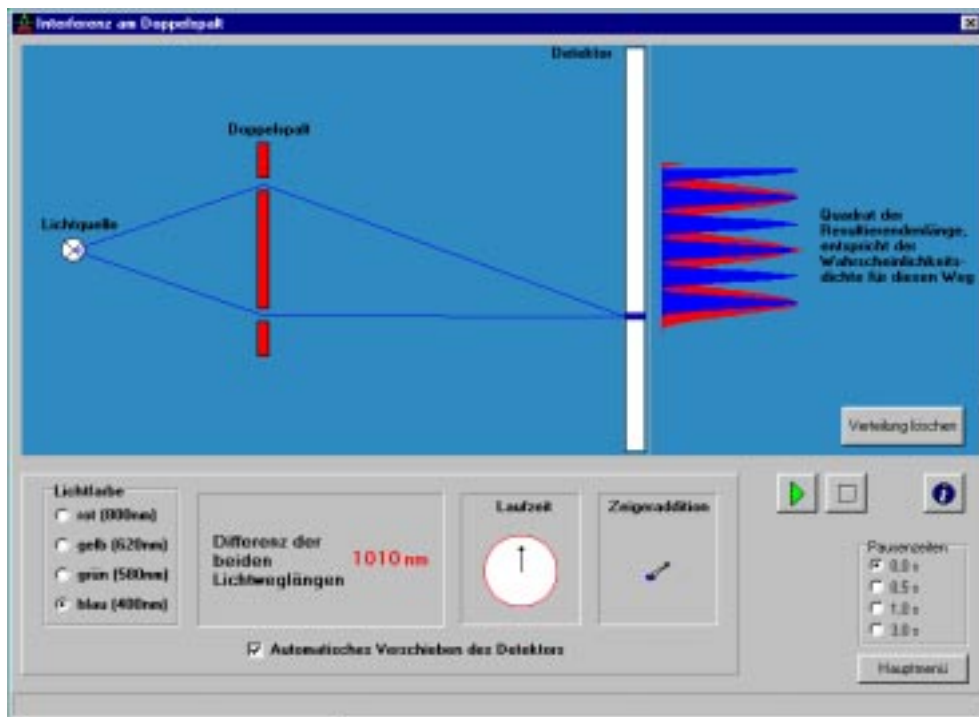 Interferenz am Doppelspalt
Detektor
Doppelspalt
Lichtquelle
Quadrat der
Resultierendenlänge,
entspricht der
Wahrscheinlichkeits-
dichte für diesen Weg
Verteilung löschen
Lichtfarbe
rot (800nm)
gelb (620nm)
grün (580nm)
blau (400nm)
Differenz der
beiden
Lichtweglängen
1010 nm
Laufzeit
Zeigeraddition
Automatisches Verschieben des Detektors
Pausenzeiten
0.0 s
0.5 s
1.0 s
3.0 s
Hauptmenü